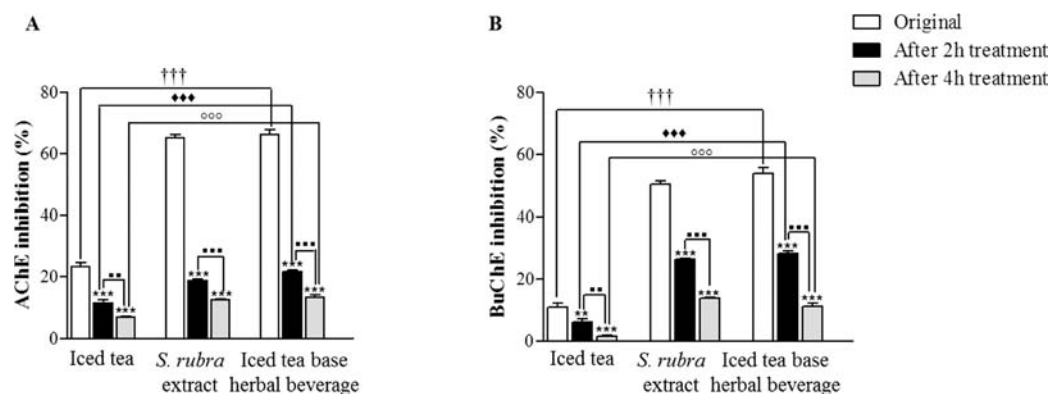 A
AChE inhibition (%)
80
60
40
20
0
†††
♦♦♦
○○○
▪▪
▪▪▪
▪▪▪
***
***
***
***
***
***
Iced tea
S. rubra
extract
Iced tea base
herbal beverage
B
BuChE inhibition (%)
80
60
40
20
0
†††
♦♦♦
○○○
▪▪
▪▪▪
▪▪▪
**
***
***
***
***
***
Iced tea
S. rubra
extract
Iced tea base
herbal beverage
Original
After 2h treatment
After 4h treatment